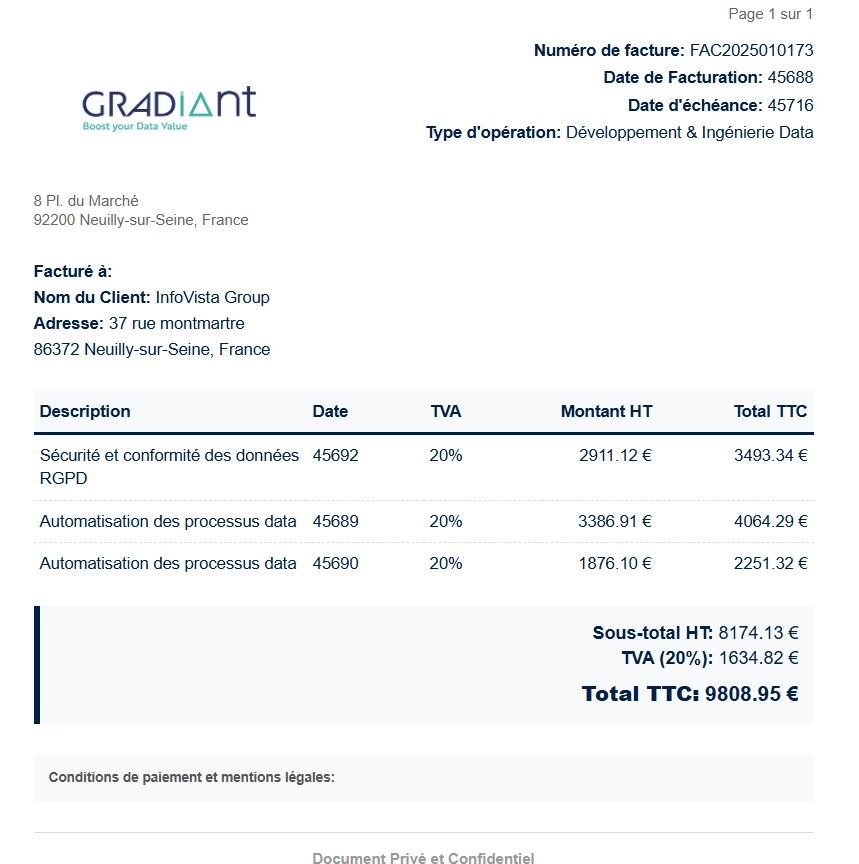 Page 1 sur 1
Numéro de facture: FAC2025010173
Date de Facturation: 45688
Date d'échéance: 45716
Type d'opération: Développement & Ingénierie Data
GRADIANT
Boost your Data Value
8 Pl. du Marché
92200 Neuilly-sur-Seine, France
Facturé à:
Nom du Client: InfoVista Group
Adresse: 37 rue montmartre
86372 Neuilly-sur-Seine, France
Description Date TVA Montant HT Total TTC
Sécurité et conformité des données 45692 20% 2911.12 € 3493.34 €
RGPD
Automatisation des processus data 45689 20% 3386.91 € 4064.29 €
Automatisation des processus data 45690 20% 1876.10 € 2251.32 €
Sous-total HT: 8174.13 €
TVA (20%): 1634.82 €
Total TTC: 9808.95 €
Conditions de paiement et mentions légales:
Document Privé et Confidentiel